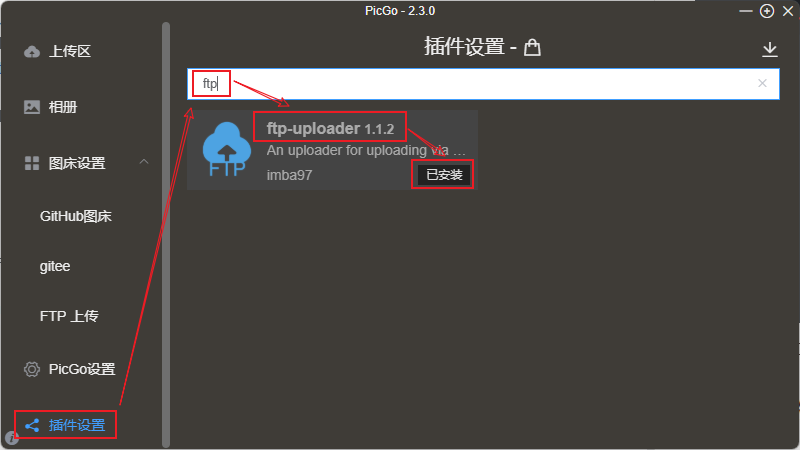 PicGo - 2.3.0
上传区
相册
图床设置
GitHub图床
gitee
FTP 上传
PicGo设置
插件设置
插件设置 -
ftp
FTP
ftp-uploader 1.1.2
An uploader for uploading via ...
imba97
已安装